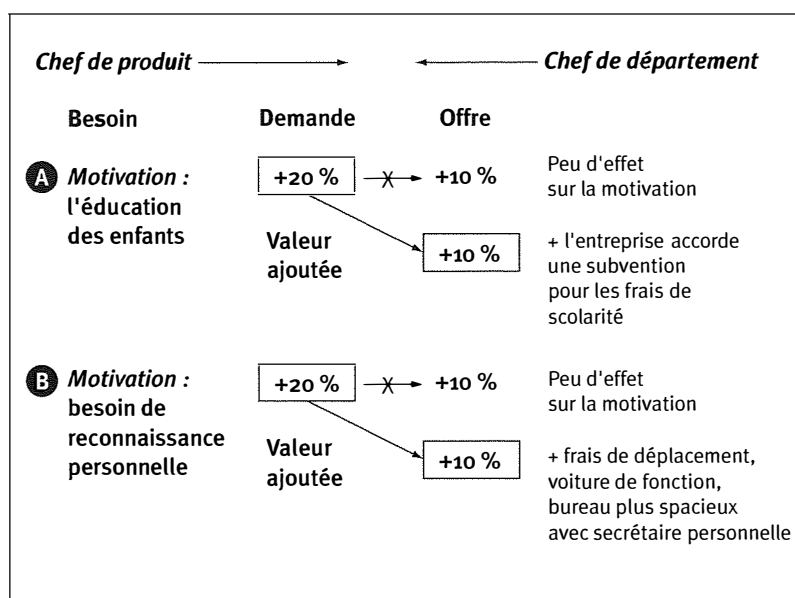 Chef de produit Chef de département
Besoin Demande Offre
A Motivation :
l'éducation
des enfants
+20 % +10 %
Peu d'effet
sur la motivation
Valeur
ajoutée
+10 %
+ l'entreprise accorde
une subvention
pour les frais de
scolarité
B Motivation :
besoin de
reconnaissance
personnelle
+20 % +10 %
Peu d'effet
sur la motivation
Valeur
ajoutée
+10 %
+ frais de déplacement,
voiture de fonction,
bureau plus spacieux
avec secrétaire personnelle